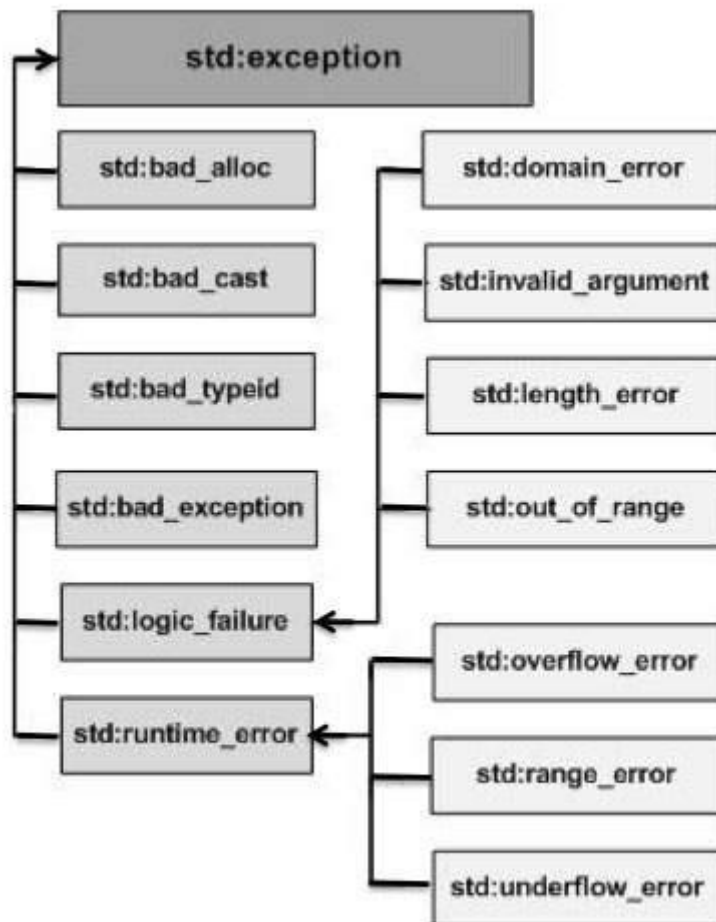 std:exception
std:bad_alloc
std:bad_cast
std:bad_typeid
std:bad_exception
std:logic_failure
std:runtime_error
std:domain_error
std:invalid_argument
std:length_error
std:out_of_range
std:overflow_error
std:range_error
std:underflow_error